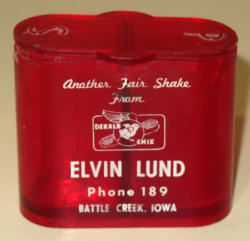 Another Fair Shake
From
DEKALB
CHIX
ELVIN LUND
Phone 189
BATTLE CREEK, IOWA